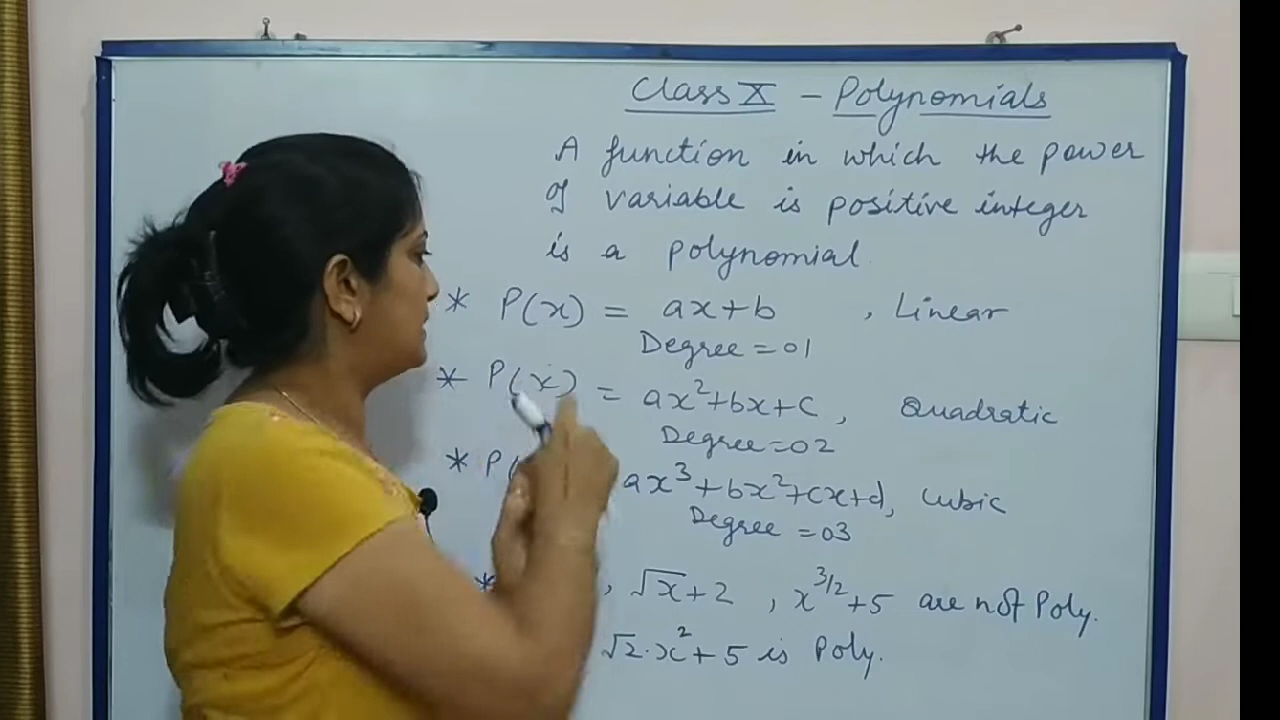 Class X - Polynomials
A function in which the power
of variable is positive integer
is a polynomial.
* P(x) = ax+b , Linear
Degree = 01
* P(x) = ax²+bx+c , Quadratic
Degree = 02
* P( ax³+bx²+cx+d, Cubic
Degree = 03
* , √x+2 , x^3/2+5 are not Poly.
√2.x²+5 is Poly.